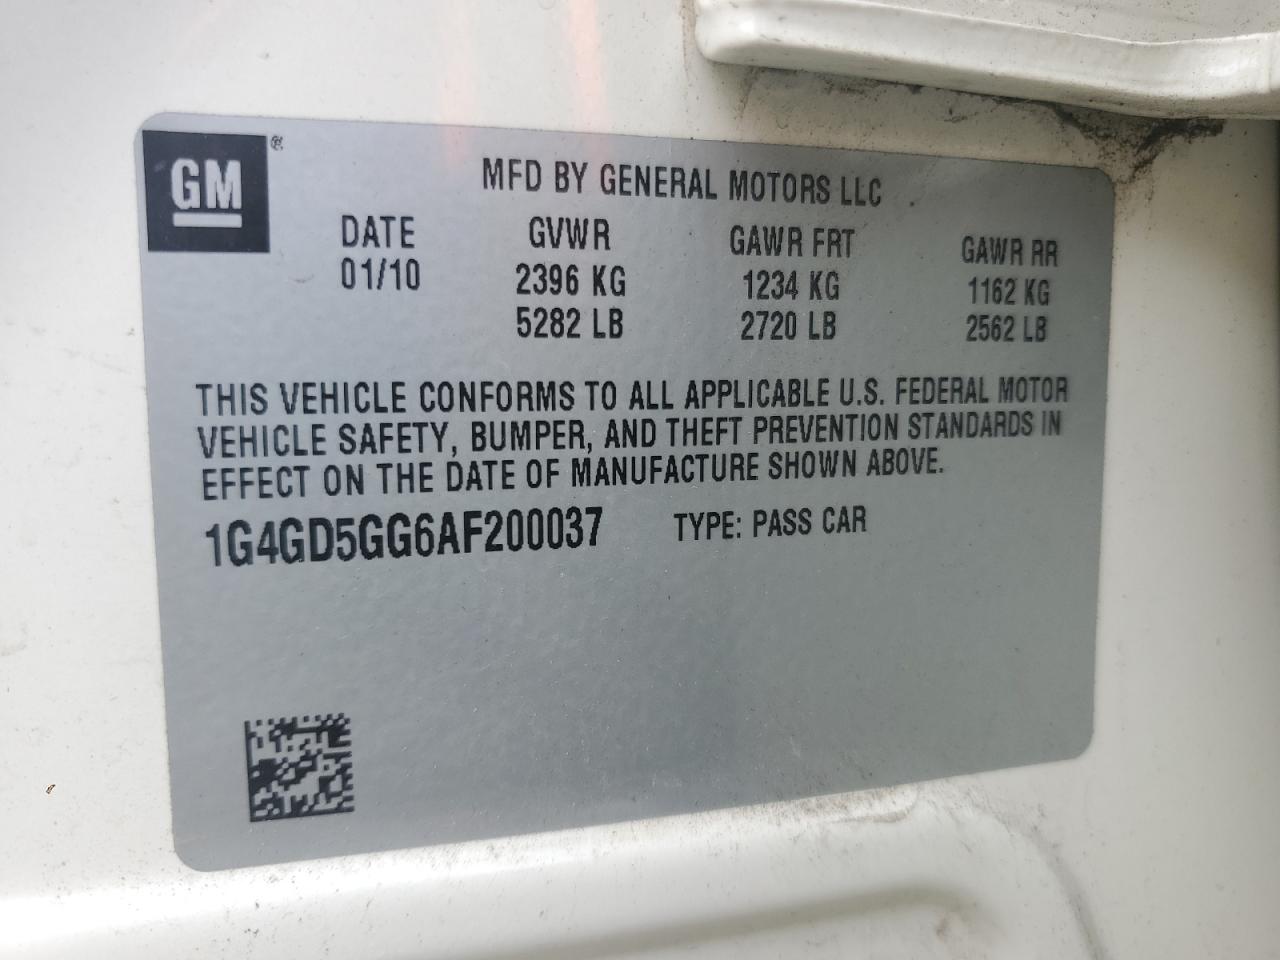 GM ®
MFD BY GENERAL MOTORS LLC
DATE GVWR GAWR FRT GAWR RR
01/10 2396 KG 1234 KG 1162 KG
5282 LB 2720 LB 2562 LB
THIS VEHICLE CONFORMS TO ALL APPLICABLE U.S. FEDERAL MOTOR
VEHICLE SAFETY, BUMPER, AND THEFT PREVENTION STANDARDS IN
EFFECT ON THE DATE OF MANUFACTURE SHOWN ABOVE.
1G4GD5GG6AF200037 TYPE: PASS CAR